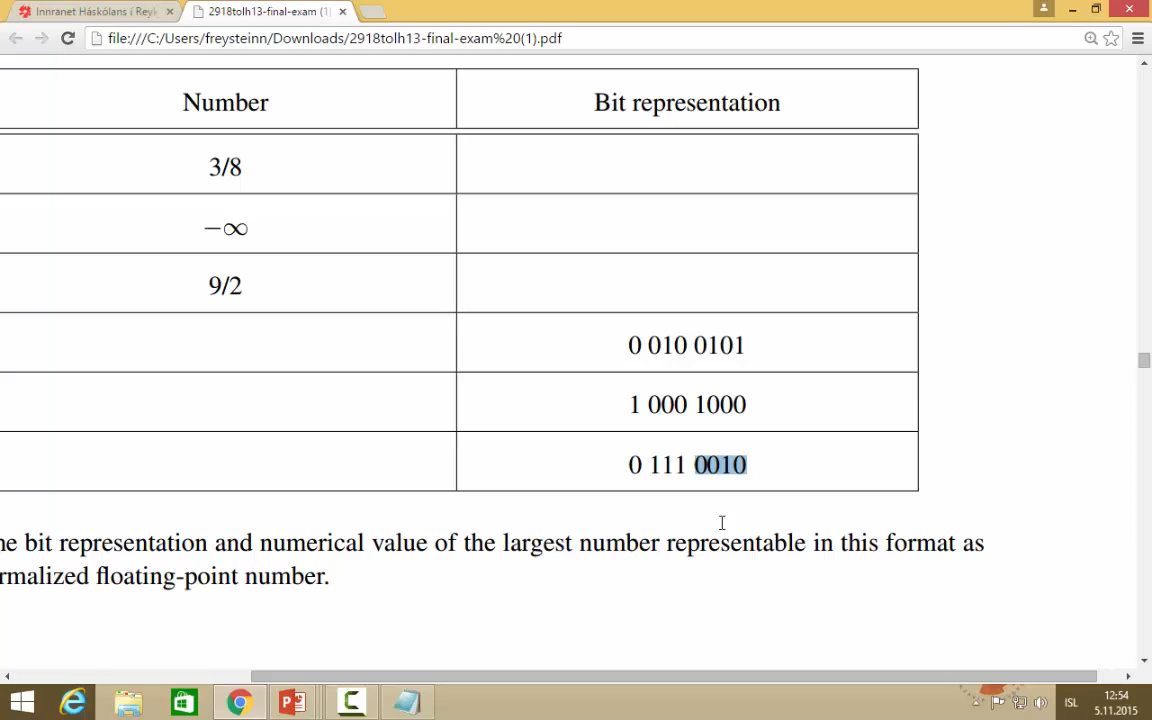 Innranet Háskólans í Reyk
2918tolh13-final-exam (1)
file:///C:/Users/freysteinn/Downloads/2918tolh13-final-exam%20(1).pdf
Number Bit representation
3/8
−∞
9/2
0 010 0101
1 000 1000
0 111 0010
he bit representation and numerical value of the largest number representable in this format as
rmalized floating-point number.
ISL
12:54
5.11.2015